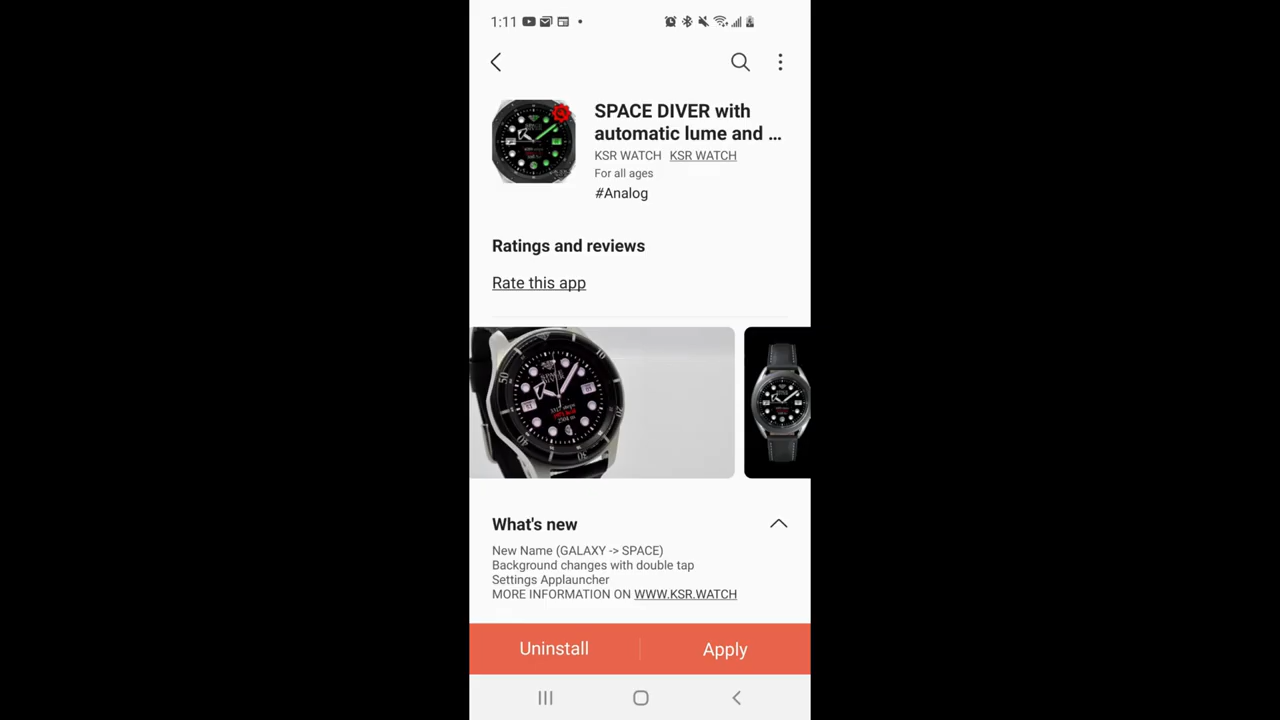 1:11
SPACE DIVER with
automatic lume and ...
KSR WATCH KSR WATCH
For all ages
#Analog
Ratings and reviews
Rate this app
What's new
New Name (GALAXY -> SPACE)
Background changes with double tap
Settings Applauncher
MORE INFORMATION ON WWW.KSR.WATCH
Uninstall
Apply